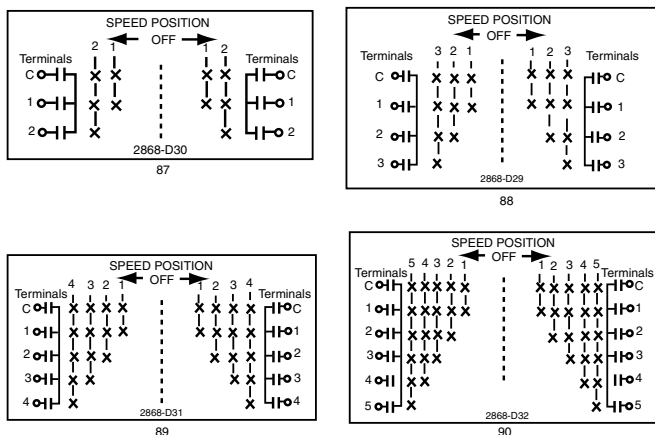 SPEED POSITION
OFF
2 1 1 2
Terminals Terminals
C C
1 1
2 2
2868-D30
87
SPEED POSITION
OFF
3 2 1 1 2 3
Terminals Terminals
C C
1 1
2 2
3 3
2868-D29
88
SPEED POSITION
OFF
4 3 2 1 1 2 3 4
Terminals Terminals
C C
1 1
2 2
3 3
4 4
2868-D31
89
SPEED POSITION
OFF
5 4 3 2 1 1 2 3 4 5
Terminals Terminals
C C
1 1
2 2
3 3
4 4
5 5
2868-D32
90